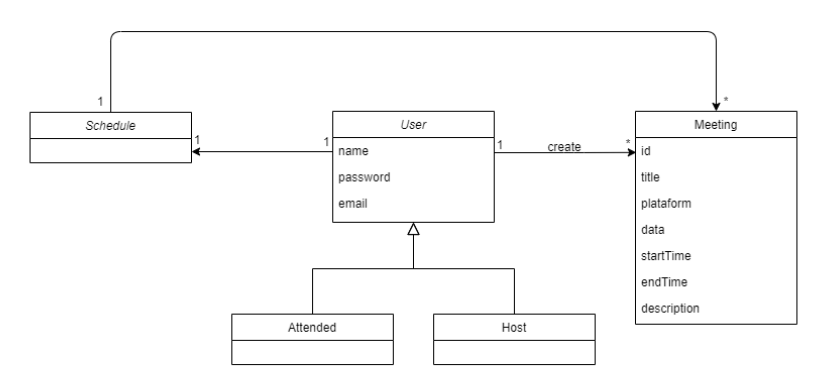 1
*
Schedule
1
User
1
name
password
email
1
create
*
Meeting
id
title
plataform
data
startTime
endTime
description
Attended
Host